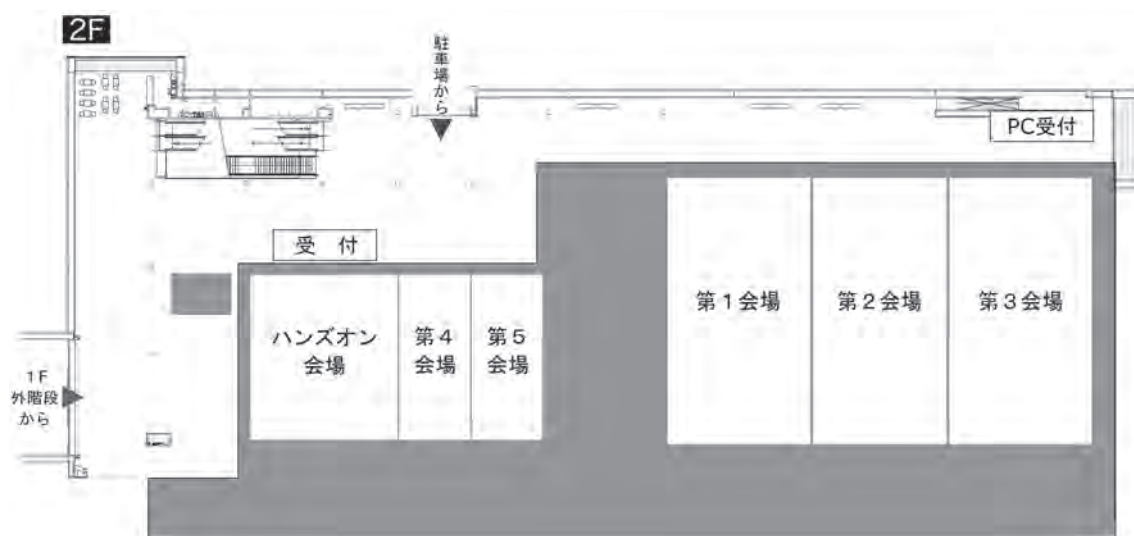 2F
駐車場から
PC受付
受 付
第1会場
第2会場
第3会場
ハンズオン
会場
第4
会場
第5
会場
1F
外階段
から